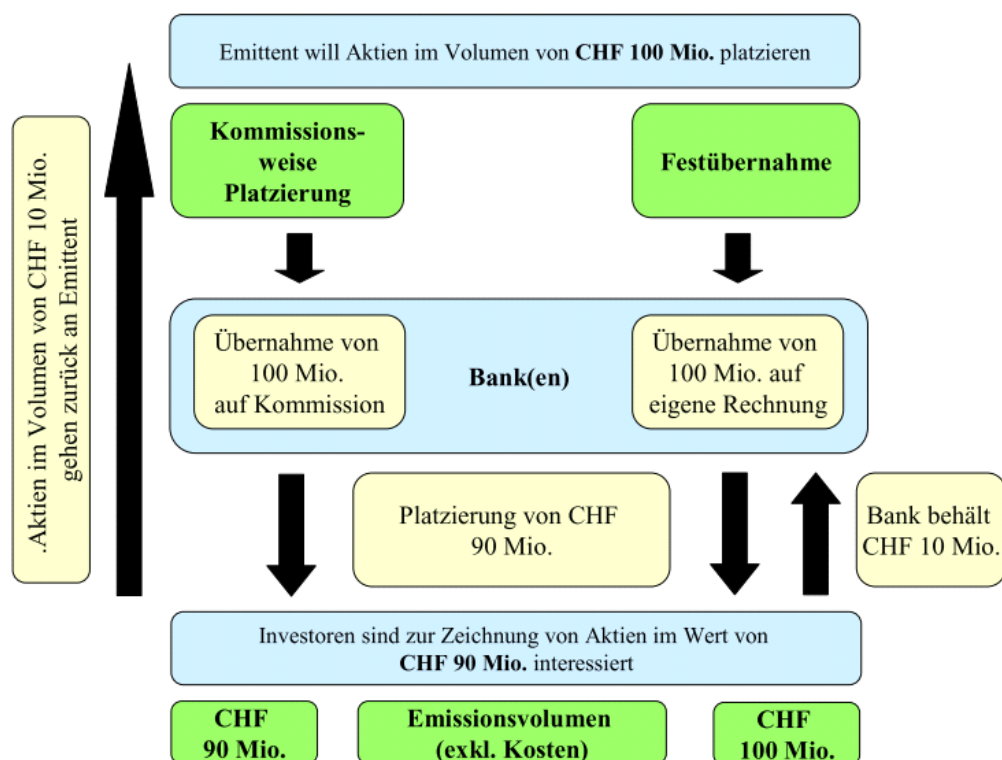 Emittent will Aktien im Volumen von CHF 100 Mio. platzieren
.Aktien im Volumen von CHF 10 Mio.
gehen zurück an Emittent
Kommissions-
weise
Platzierung
Festübernahme
Übernahme von
100 Mio.
auf Kommission
Bank(en)
Übernahme von
100 Mio. auf
eigene Rechnung
Platzierung von CHF
90 Mio.
Bank behält
CHF 10 Mio.
Investoren sind zur Zeichnung von Aktien im Wert von
CHF 90 Mio. interessiert
CHF
90 Mio.
Emissionsvolumen
(exkl. Kosten)
CHF
100 Mio.